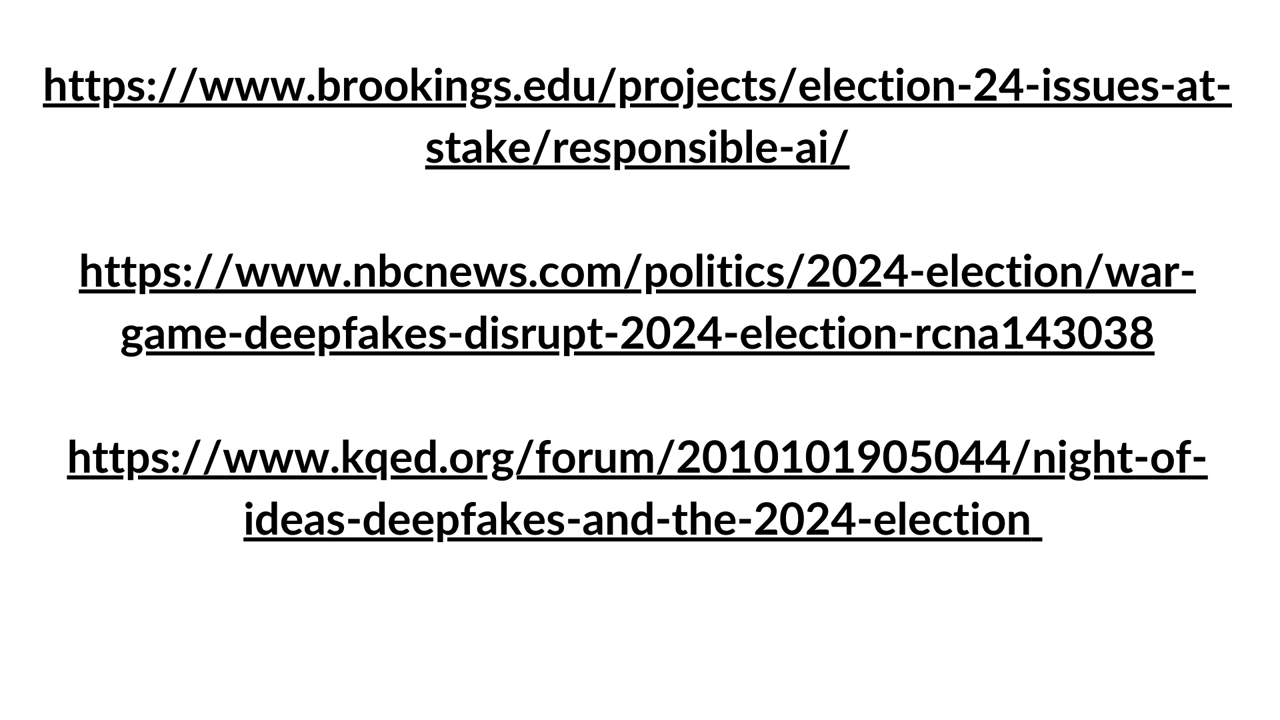 https://www.brookings.edu/projects/election-24-issues-at-
stake/responsible-ai/
https://www.nbcnews.com/politics/2024-election/war-
game-deepfakes-disrupt-2024-election-rcna143038
https://www.kqed.org/forum/2010101905044/night-of-
ideas-deepfakes-and-the-2024-election